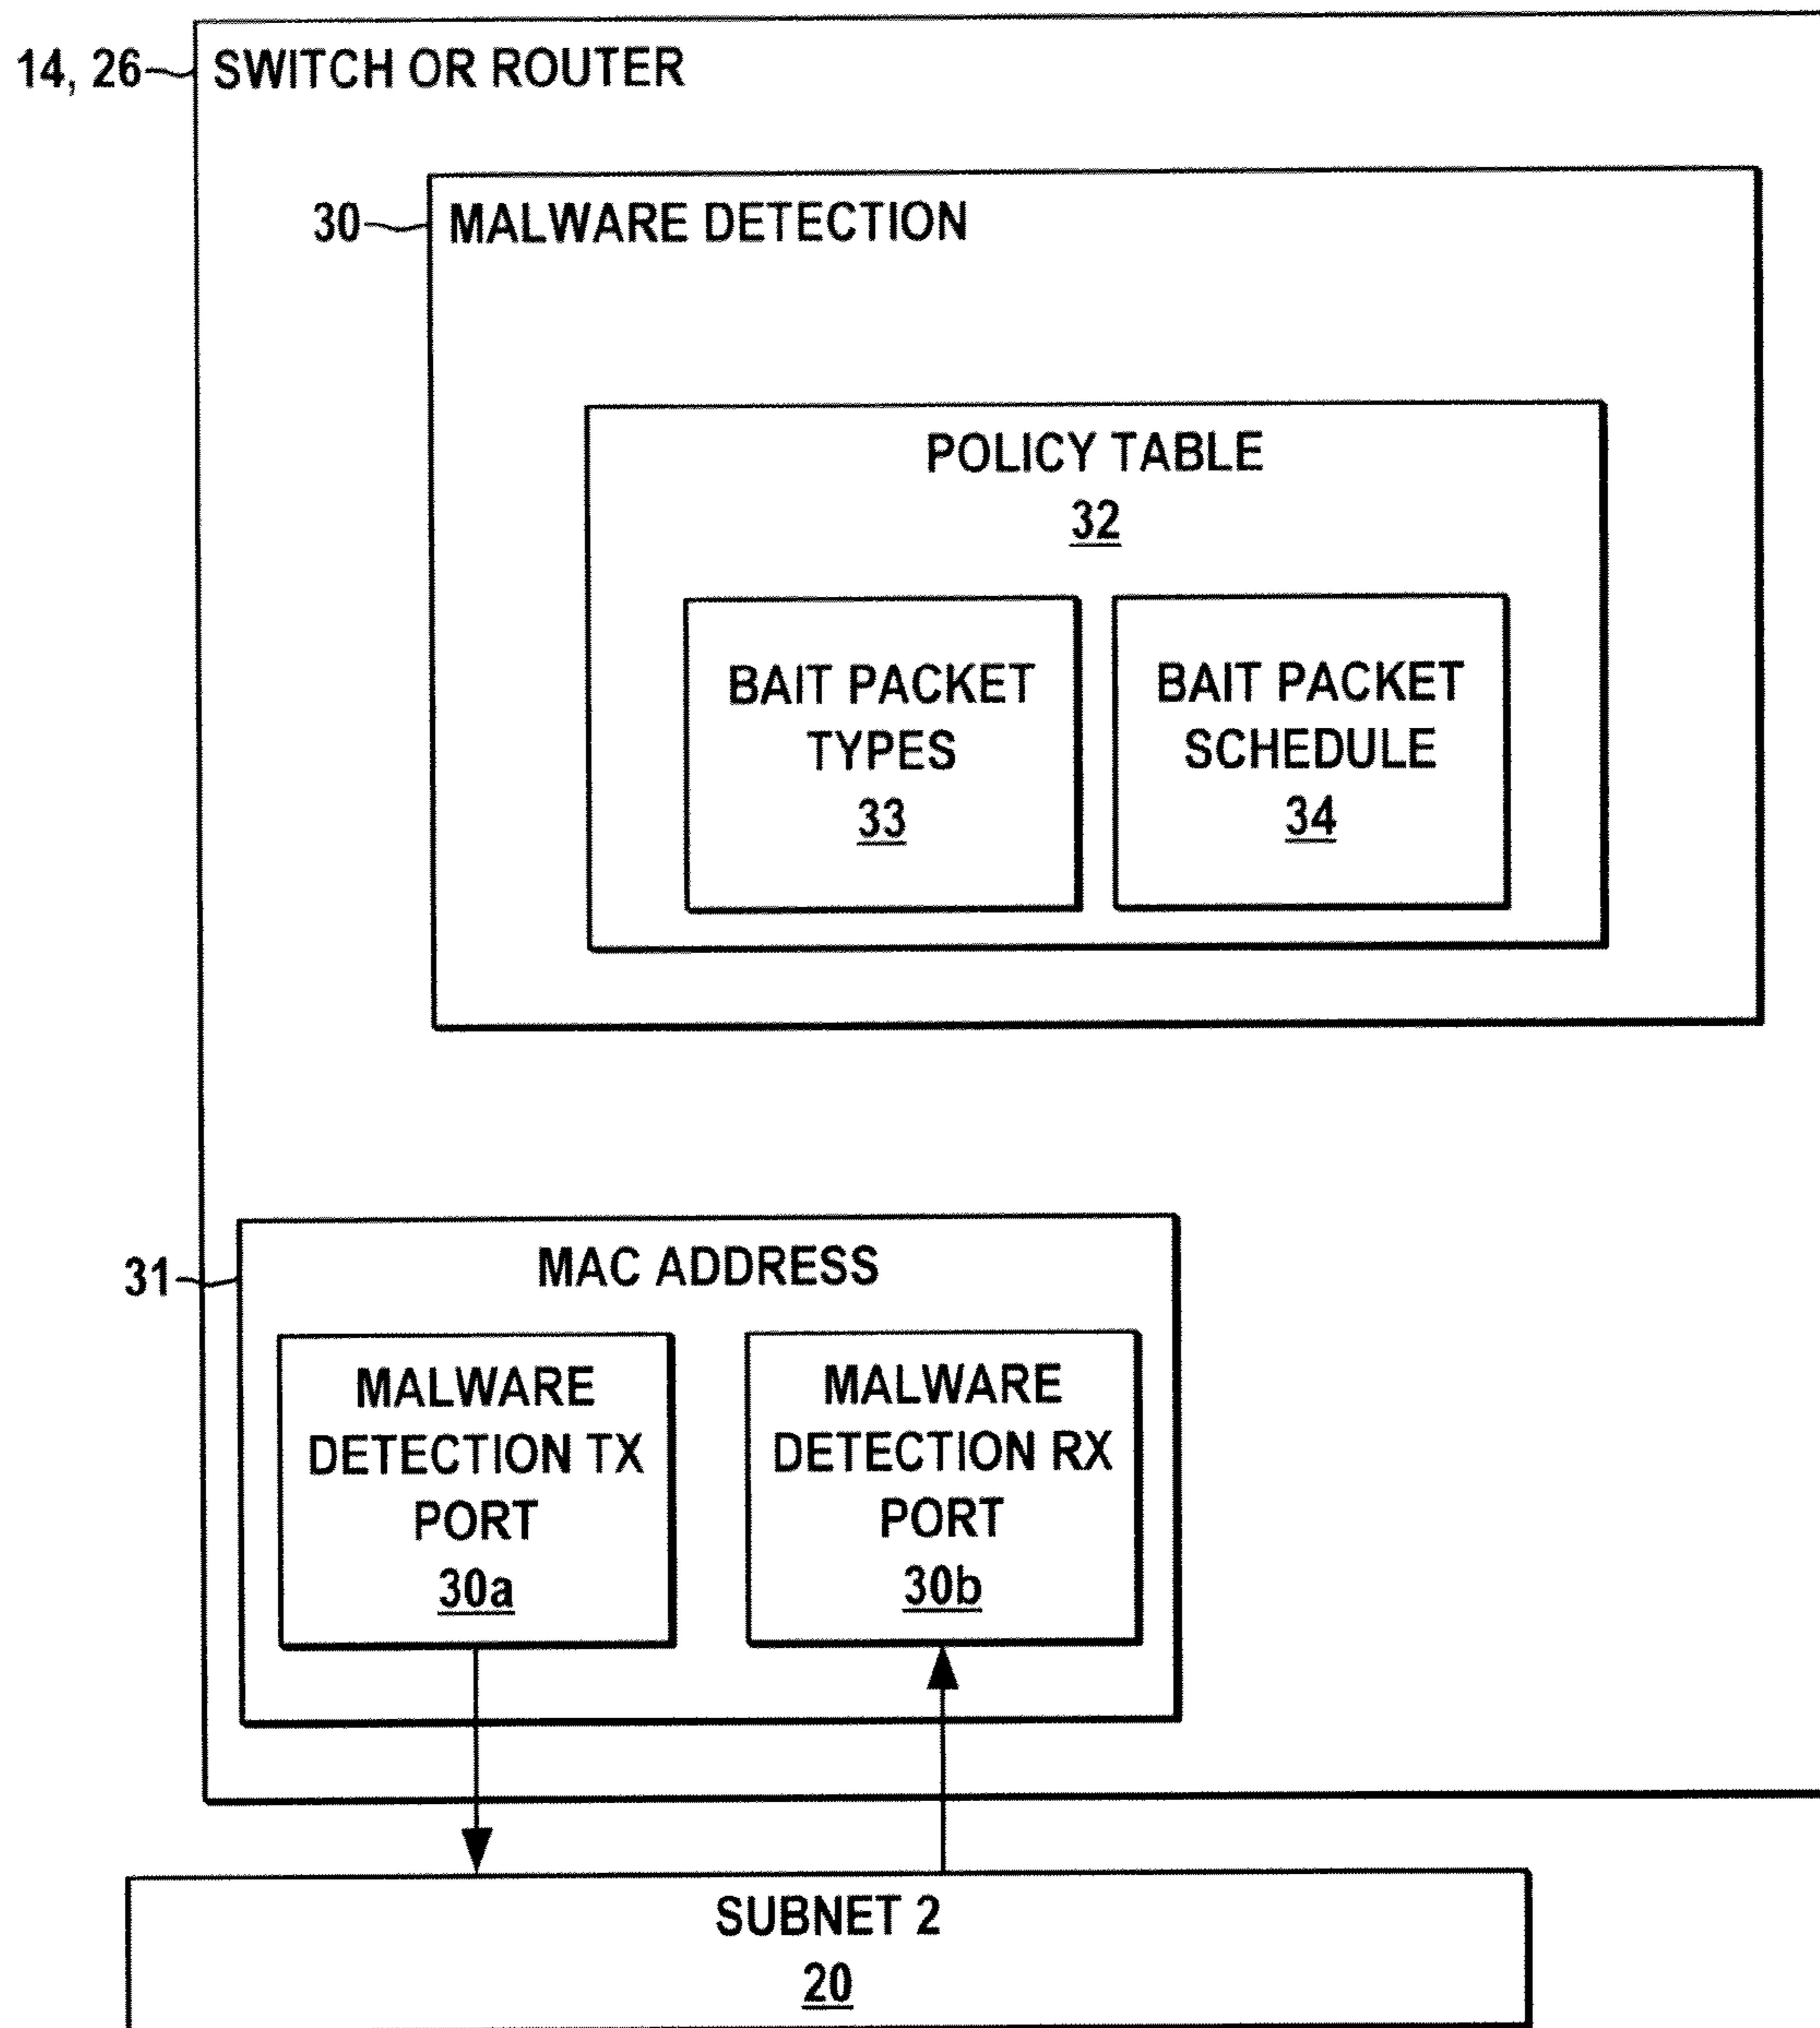 14, 26 SWITCH OR ROUTER
30 MALWARE DETECTION
POLICY TABLE
32
BAIT PACKET
TYPES
33
BAIT PACKET
SCHEDULE
34
31 MAC ADDRESS
MALWARE
DETECTION TX
PORT
30a
MALWARE
DETECTION RX
PORT
30b
SUBNET 2
20